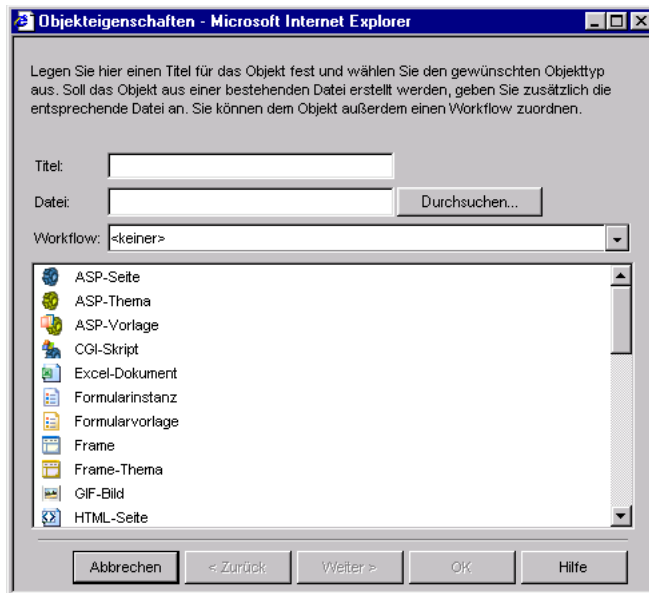 Objekteigenschaften - Microsoft Internet Explorer
Legen Sie hier einen Titel für das Objekt fest und wählen Sie den gewünschten Objekttyp
aus. Soll das Objekt aus einer bestehenden Datei erstellt werden, geben Sie zusätzlich die
entsprechende Datei an. Sie können dem Objekt außerdem einen Workflow zuordnen.
Titel:
Datei:
Durchsuchen...
Workflow: <keiner>
ASP-Seite
ASP-Thema
ASP-Vorlage
CGI-Skript
Excel-Dokument
Formularinstanz
Formularvorlage
Frame
Frame-Thema
GIF-Bild
HTML-Seite
Abbrechen < Zurück Weiter > OK Hilfe